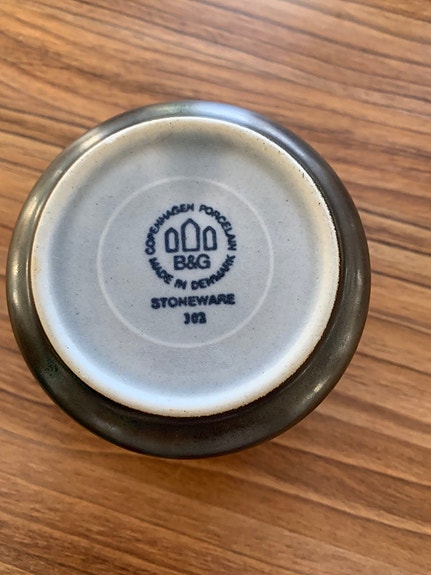 COPENHAGEN PORCELAIN
B&G
MADE IN DENMARK
STONEWARE
302